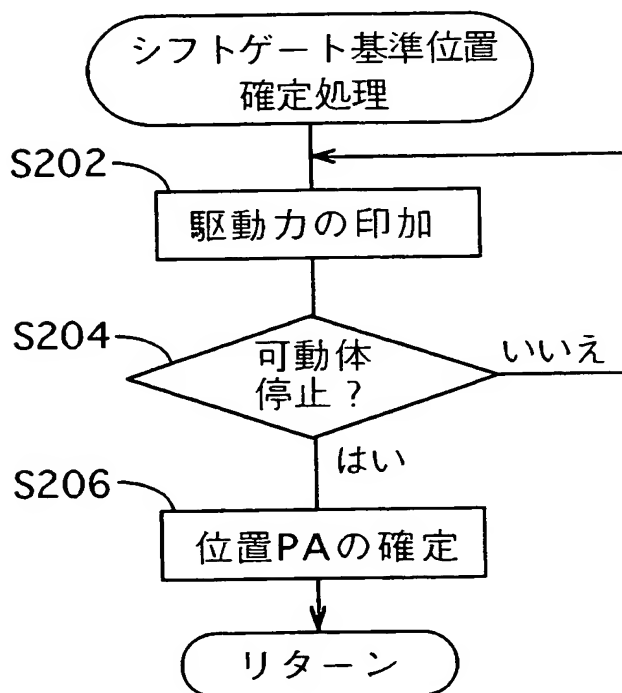 シフトゲート基準位置
確定処理
S202
駆動力の印加
S204
可動体
停止？
いいえ
はい
S206
位置PAの確定
リターン